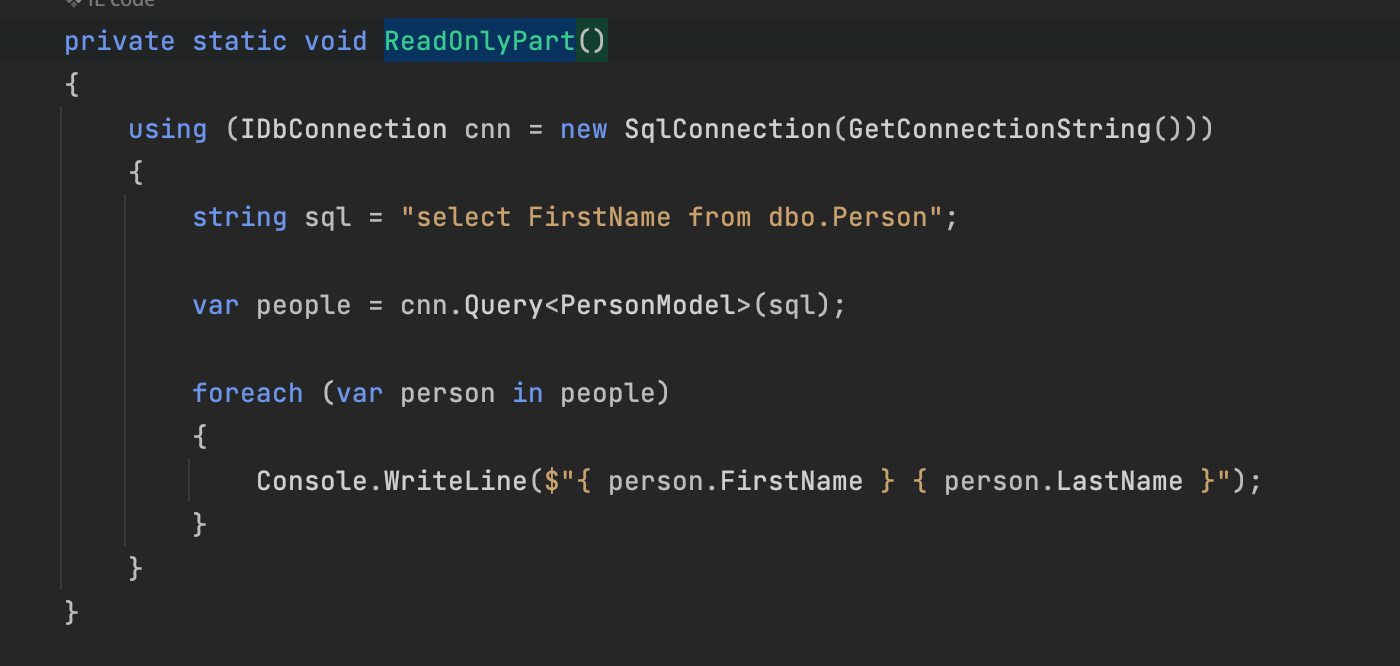 IL code
private static void ReadOnlyPart()
{
    using (IDbConnection cnn = new SqlConnection(GetConnectionString()))
    {
        string sql = "select FirstName from dbo.Person";

        var people = cnn.Query<PersonModel>(sql);

        foreach (var person in people)
        {
            Console.WriteLine($"{ person.FirstName } { person.LastName }");
        }
    }
}